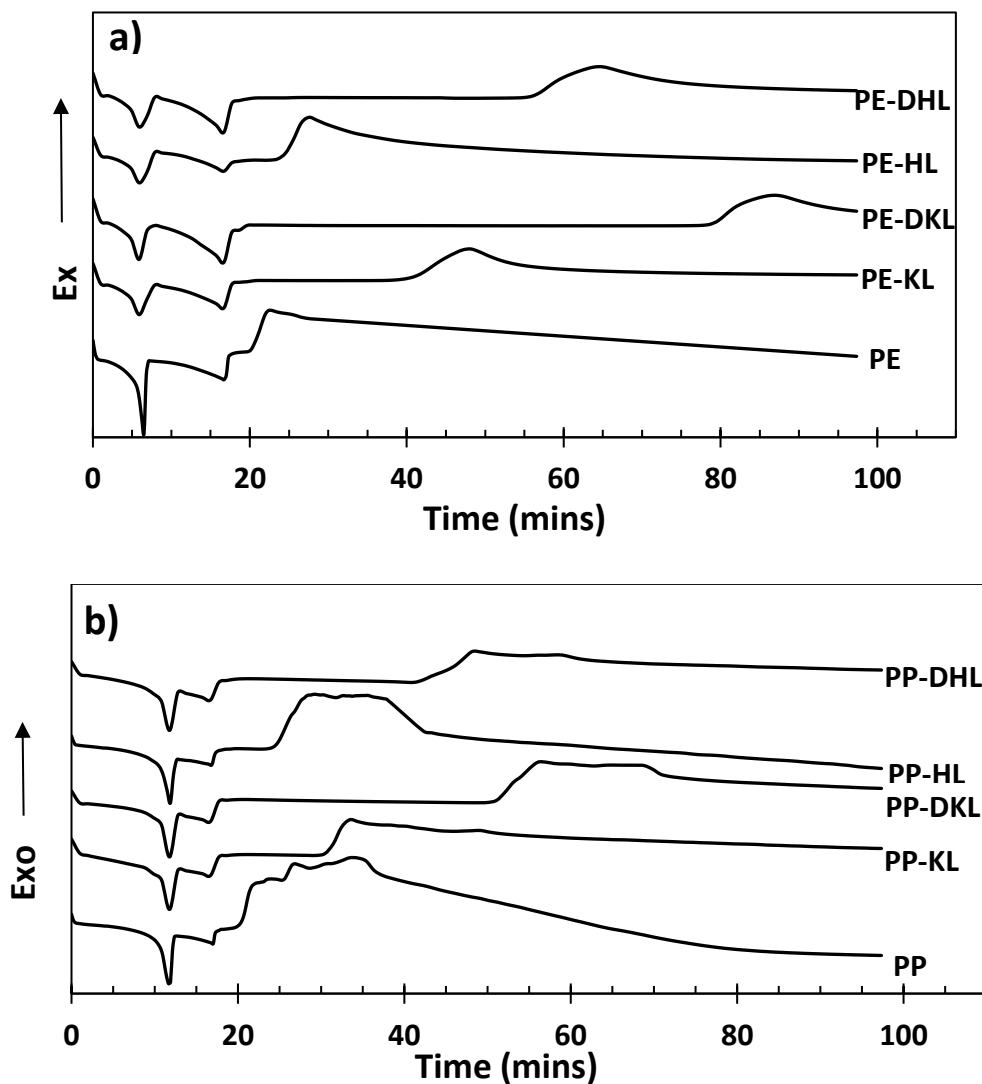 a)
PE-DHL
PE-HL
PE-DKL
PE-KL
PE
Ex
0 20 40 60 80 100
Time (mins)
b)
PP-DHL
PP-HL
PP-DKL
PP-KL
PP
Exo
0 20 40 60 80 100
Time (mins)